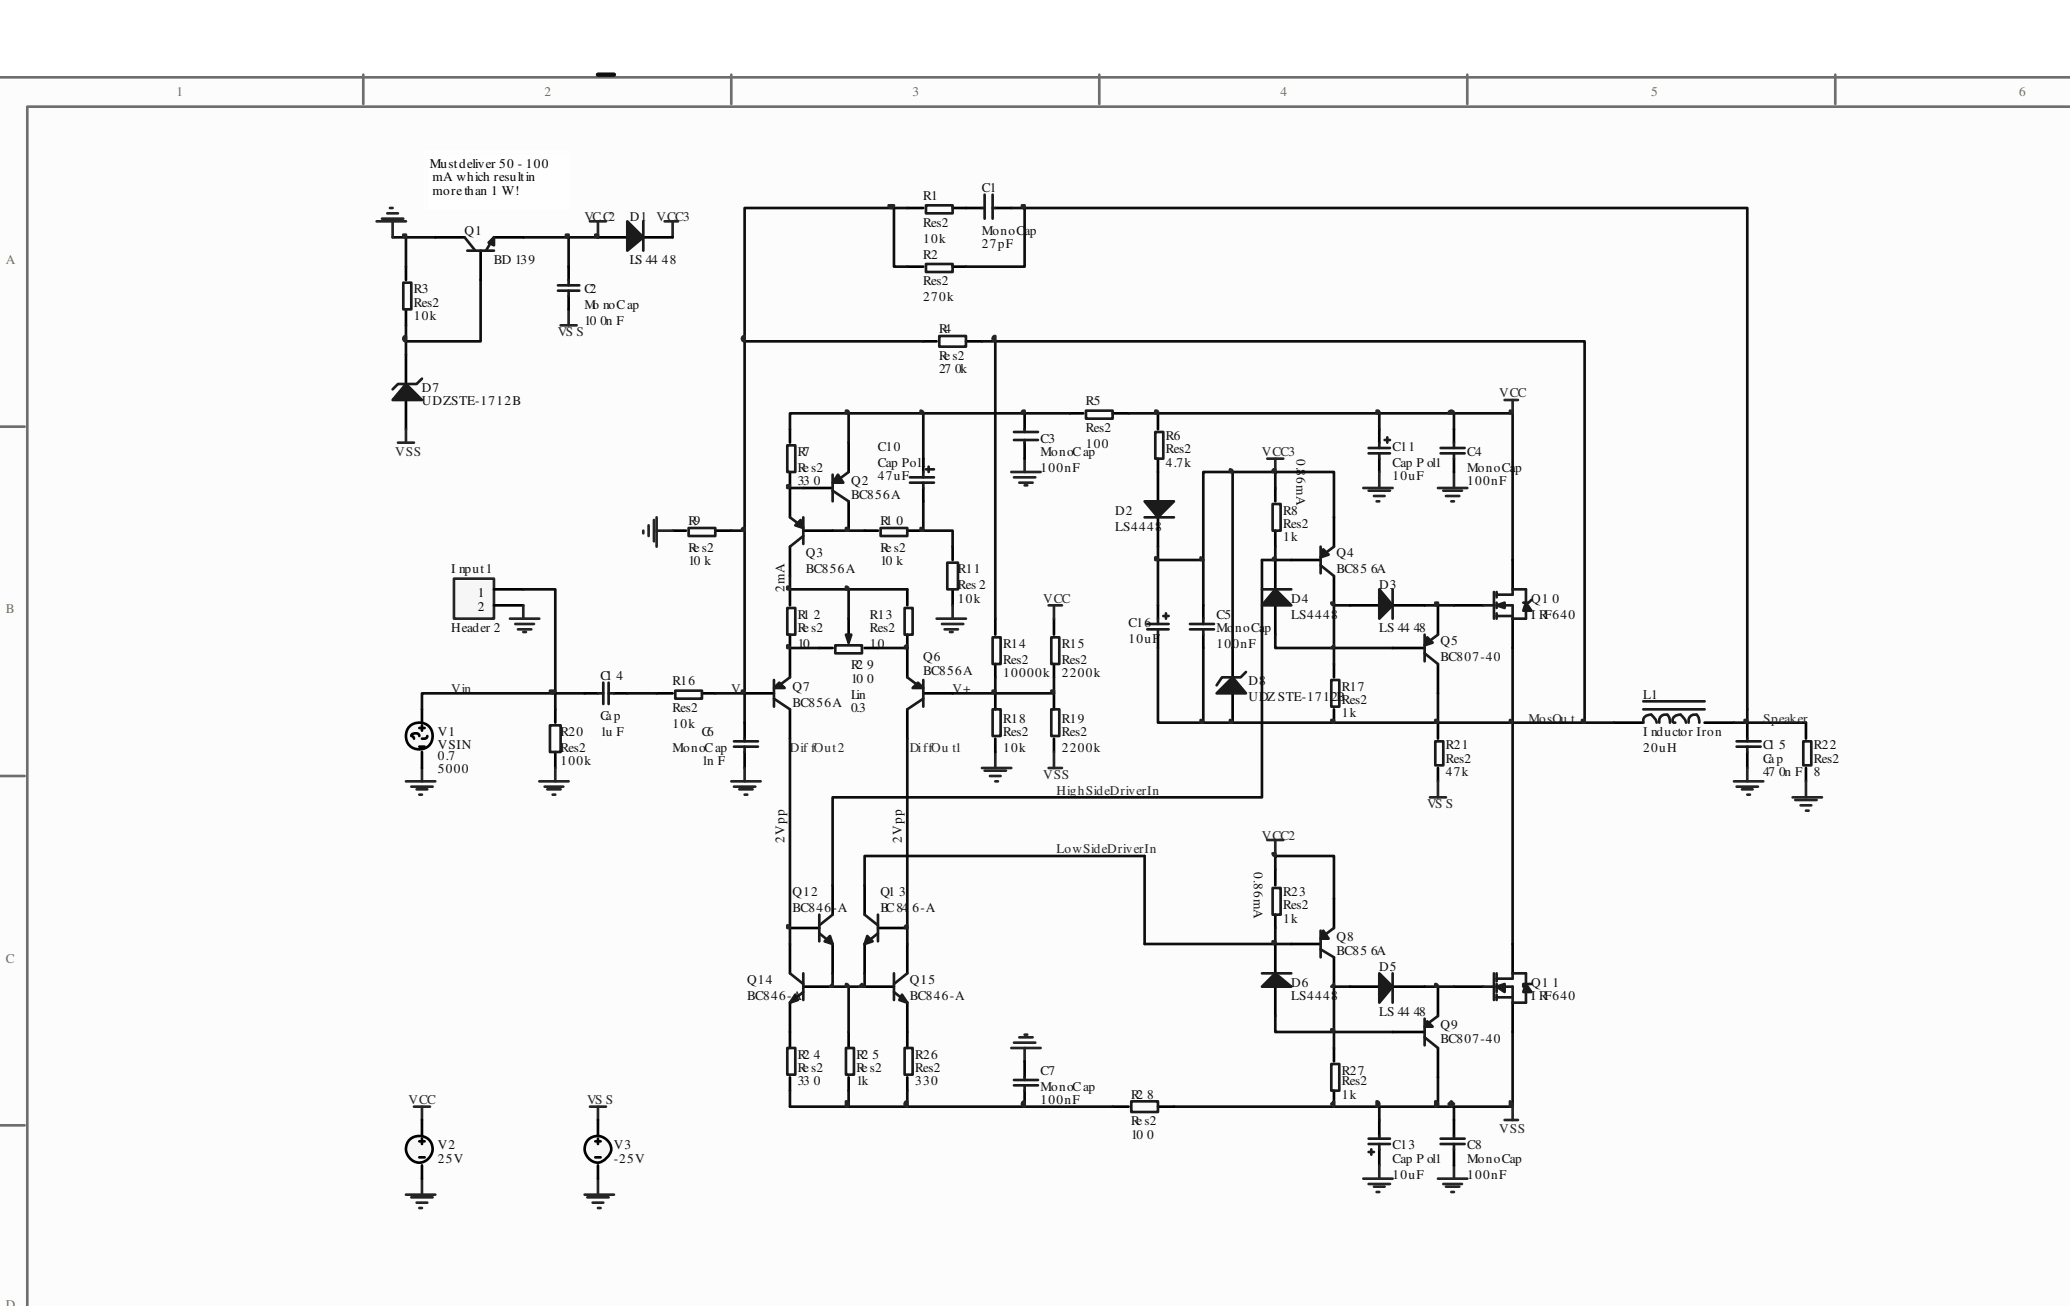 1
2
3
4
5
6
A
B
C
D
Must deliver 50 - 100
mA which result in
more than 1 W!
Q1
BD139
VCC2
D1
LS4448
VCC3
R3
Res2
10k
C2
MonoCap
100nF
VSS
D7
UDZSTE-1712B
VSS
R1
Res2
10k
C1
MonoCap
27pF
R2
Res2
270k
R4
Res2
270k
R5
Res2
100
VCC
R7
Res2
330
Q2
BC856A
C10
Cap Pol
47uF
C3
MonoCap
100nF
R6
Res2
4.7k
VCC3
0.86mA
C11
Cap Poll
10uF
C4
MonoCap
100nF
R9
Res2
10k
Q3
BC856A
R10
Res2
10k
R11
Res2
10k
D2
LS4448
R8
Res2
1k
Q4
BC856A
2mA
Input1
1
2
Header 2
R12
Res2
10
R13
Res2
10
R29
100
Lin
0.3
Q6
BC856A
VCC
R14
Res2
10000k
R15
Res2
2200k
C16
10uF
C5
MonoCap
100nF
D4
LS4448
D3
LS4448
Q10
IRF640
Q5
BC807-40
D8
UDZSTE-1712
R17
Res2
1k
Vin
C14
Cap
1uF
R16
Res2
10k
V
Q7
BC856A
V+
V1
VSIN
0.7
5000
R20
Res2
100k
C6
MonoCap
1nF
DiffOut2
DiffOut1
R18
Res2
10k
R19
Res2
2200k
VSS
MosOut
L1
Inductor Iron
20uH
Speaker
R21
Res2
47k
VSS
C15
Cap
470nF
R22
Res2
8
HighSideDriverIn
2Vpp
2Vpp
LowSideDriverIn
VCC2
0.86mA
R23
Res2
1k
Q12
BC846-A
Q13
BC846-A
Q8
BC856A
Q14
BC846-
Q15
BC846-A
D6
LS4448
D5
LS4448
Q11
IRF640
Q9
BC807-40
R24
Res2
330
R25
Res2
1k
R26
Res2
330
C7
MonoCap
100nF
R27
Res2
1k
R28
Res2
100
VSS
VCC
V2
25V
VSS
V3
-25V
C13
Cap Poll
10uF
C8
MonoCap
100nF